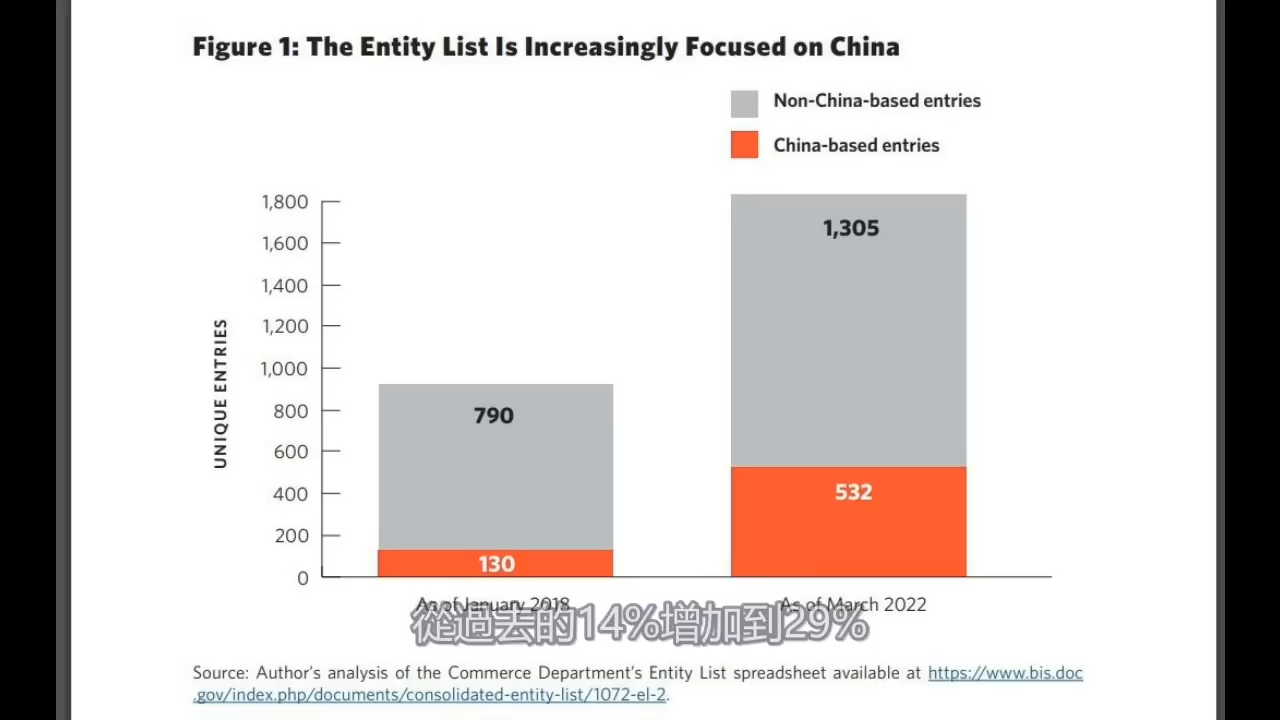 Figure 1: The Entity List Is Increasingly Focused on China
Non-China-based entries
China-based entries
1,800
1,600
1,400
1,200
1,000
800
600
400
200
0
UNIQUE ENTRIES
790
130
1,305
532
As of January 2018
As of March 2022
從過去的14%增加到29%
Source: Author's analysis of the Commerce Department's Entity List spreadsheet available at https://www.bis.doc
.gov/index.php/documents/consolidated-entity-list/1072-el-2.